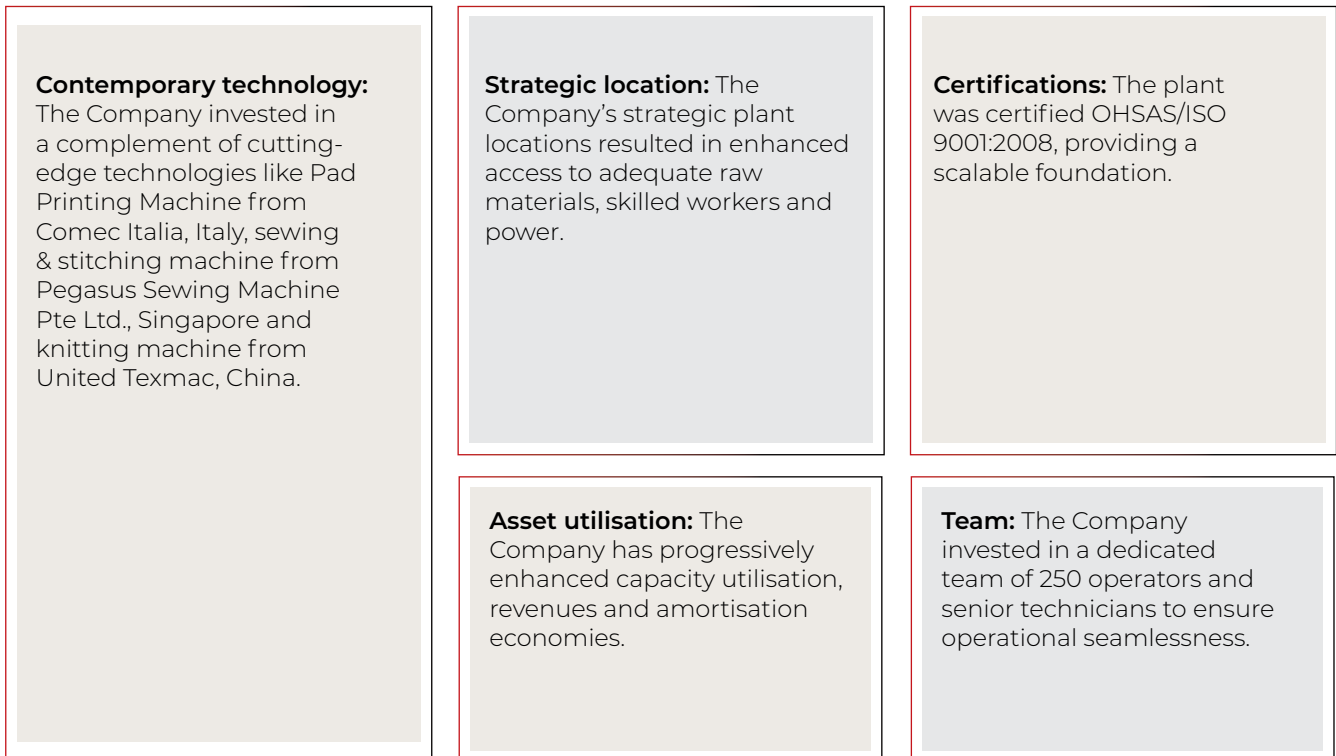 Contemporary technology:
The Company invested in
a complement of cutting-
edge technologies like Pad
Printing Machine from
Comec Italia, Italy, sewing
& stitching machine from
Pegasus Sewing Machine
Pte Ltd., Singapore and
knitting machine from
United Texmac, China.
Strategic location: The
Company’s strategic plant
locations resulted in enhanced
access to adequate raw
materials, skilled workers and
power.
Certifications: The plant
was certified OHSAS/ISO
9001:2008, providing a
scalable foundation.
Asset utilisation: The
Company has progressively
enhanced capacity utilisation,
revenues and amortisation
economies.
Team: The Company
invested in a dedicated
team of 250 operators and
senior technicians to ensure
operational seamlessness.